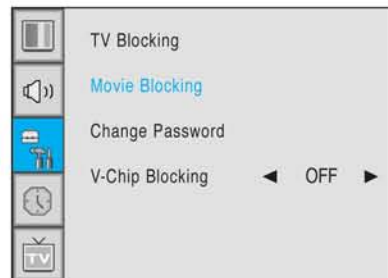 TV Blocking
Movie Blocking
Change Password
V-Chip Blocking ◄ OFF ►
TV